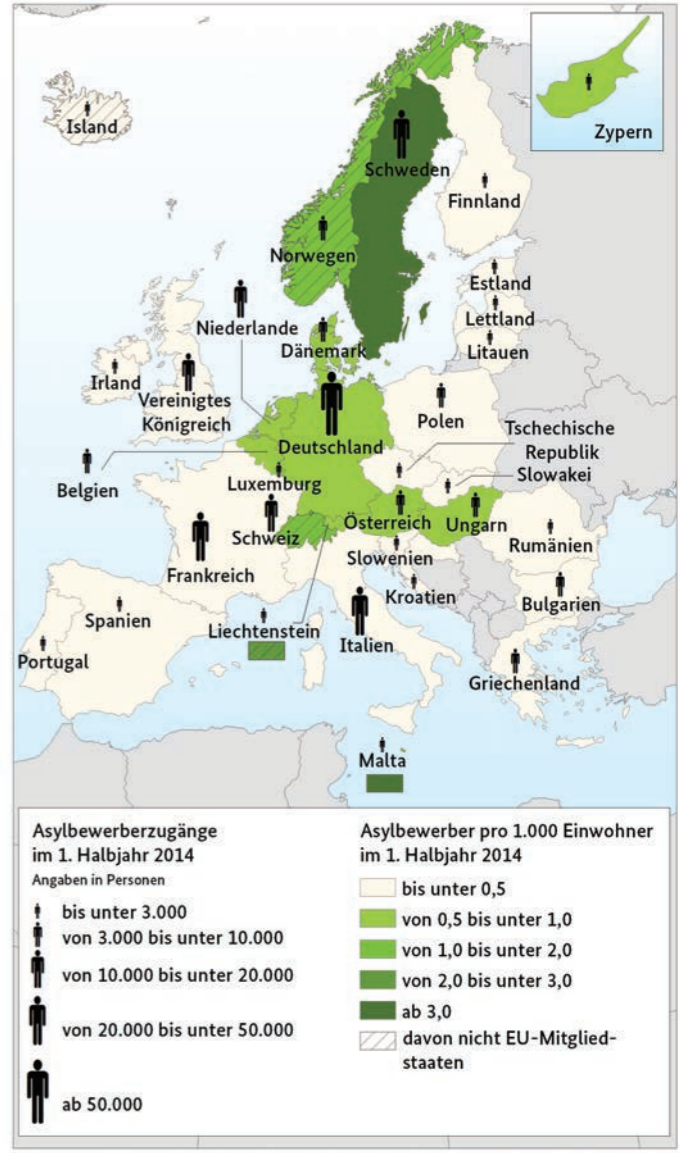 Island
Zypern
Schweden
Finnland
Norwegen
Estland
Lettland
Litauen
Niederlande
Dänemark
Irland
Vereinigtes
Königreich
Polen
Deutschland
Tschechische
Republik
Slowakei
Belgien
Luxemburg
Schweiz
Österreich
Ungarn
Rumänien
Slowenien
Frankreich
Kroatien
Bulgarien
Spanien
Liechtenstein
Italien
Portugal
Griechenland
Malta
Asylbewerberzugänge
im 1. Halbjahr 2014
Angaben in Personen
bis unter 3.000
von 3.000 bis unter 10.000
von 10.000 bis unter 20.000
von 20.000 bis unter 50.000
ab 50.000
Asylbewerber pro 1.000 Einwohner
im 1. Halbjahr 2014
bis unter 0,5
von 0,5 bis unter 1,0
von 1,0 bis unter 2,0
von 2,0 bis unter 3,0
ab 3,0
davon nicht EU-Mitglied-
staaten